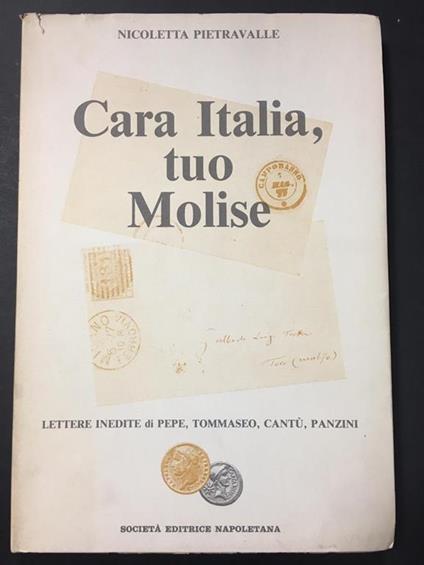 NICOLETTA PIETRAVALLE
Cara Italia,
tuo
Molise
CAMPOBASSO
LETTERE INEDITE di PEPE, TOMMASEO, CANTÙ, PANZINI
SOCIETÀ EDITRICE NAPOLETANA